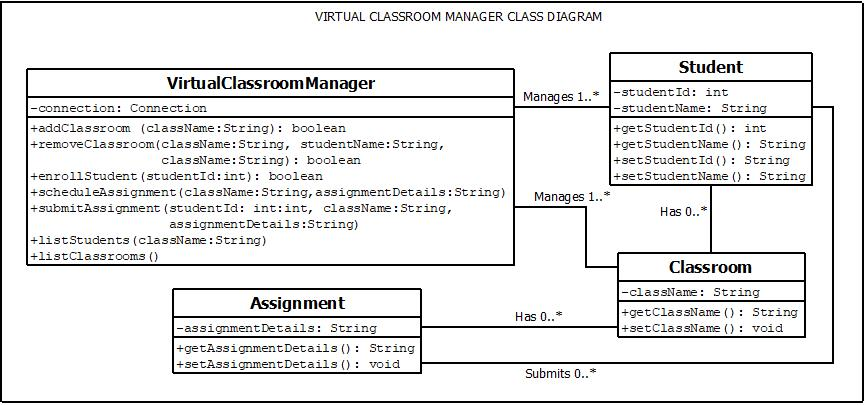 VIRTUAL CLASSROOM MANAGER CLASS DIAGRAM
VirtualClassroomManager
-connection: Connection
+addClassroom (className:String): boolean
+removeClassroom(className:String, studentName:String,
className:String): boolean
+enrollStudent(studentId:int): boolean
+scheduleAssignment(className:String,assignmentDetails:String)
+submitAssignment(studentId: int:int, className:String,
assignmentDetails:String)
+listStudents(className:String)
+listClassrooms()
Manages 1..*
Student
-studentId: int
-studentName: String
+getStudentId(): int
+getStudentName(): String
+setStudentId(): String
+setStudentName(): String
Manages 1..*
Has 0..*
Classroom
-className: String
+getClassName(): String
+setClassName(): void
Assignment
-assignmentDetails: String
+getAssignmentDetails(): String
+setAssignmentDetails(): void
Has 0..*
Submits 0..*